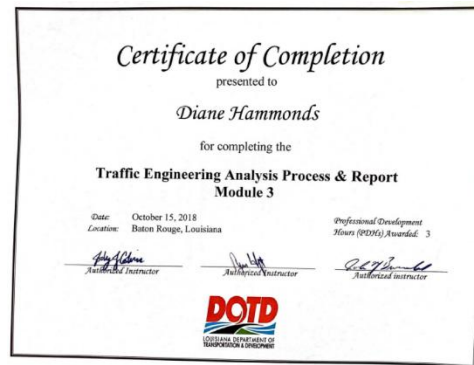 Certificate of Completion
presented to
Diane Hammonds
for completing the
Traffic Engineering Analysis Process & Report
Module 3
Date: October 15, 2018
Location: Baton Rouge, Louisiana
Professional Development
Hours (PDHs) Awarded: 3
Authorized Instructor
Authorized Instructor
Authorized instructor
DOTD
LOUISIANA DEPARTMENT OF
TRANSPORTATION & DEVELOPMENT